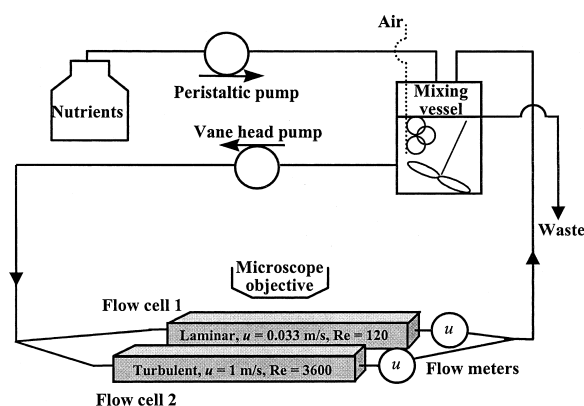 Air
Nutrients
Peristaltic pump
Mixing
vessel
Vane head pump
Waste
Microscope
objective
Flow cell 1
Laminar, u = 0.033 m/s, Re = 120
u
Turbulent, u = 1 m/s, Re = 3600
u
Flow meters
Flow cell 2